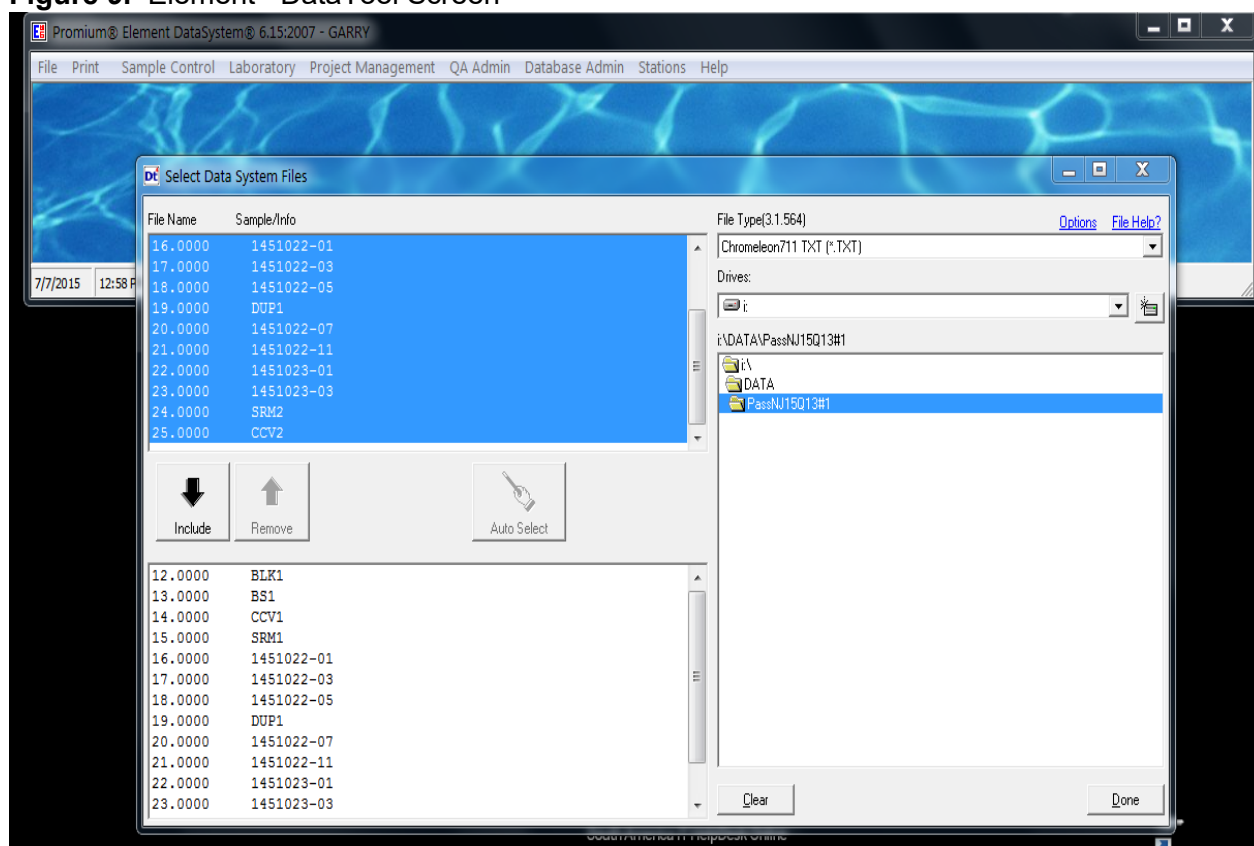 Promium® Element DataSystem® 6.15:2007 - GARRY
File Print Sample Control Laboratory Project Management QA Admin Database Admin Stations Help
Select Data System Files
File Name Sample/Info
16.0000 1451022-01
17.0000 1451022-03
18.0000 1451022-05
19.0000 DUP1
20.0000 1451022-07
21.0000 1451022-11
22.0000 1451023-01
23.0000 1451023-03
24.0000 SRM2
25.0000 CCV2
Include Remove Auto Select
12.0000 BLK1
13.0000 BS1
14.0000 CCV1
15.0000 SRM1
16.0000 1451022-01
17.0000 1451022-03
18.0000 1451022-05
19.0000 DUP1
20.0000 1451022-07
21.0000 1451022-11
22.0000 1451023-01
23.0000 1451023-03
File Type(3.1.564) Options File Help?
Chromeleon711 TXT (*.TXT)
Drives:
i:
i:\DATA\PassNJ15Q13#1
i:\
DATA
PassNJ15Q13#1
Clear Done
7/7/2015 12:58 P